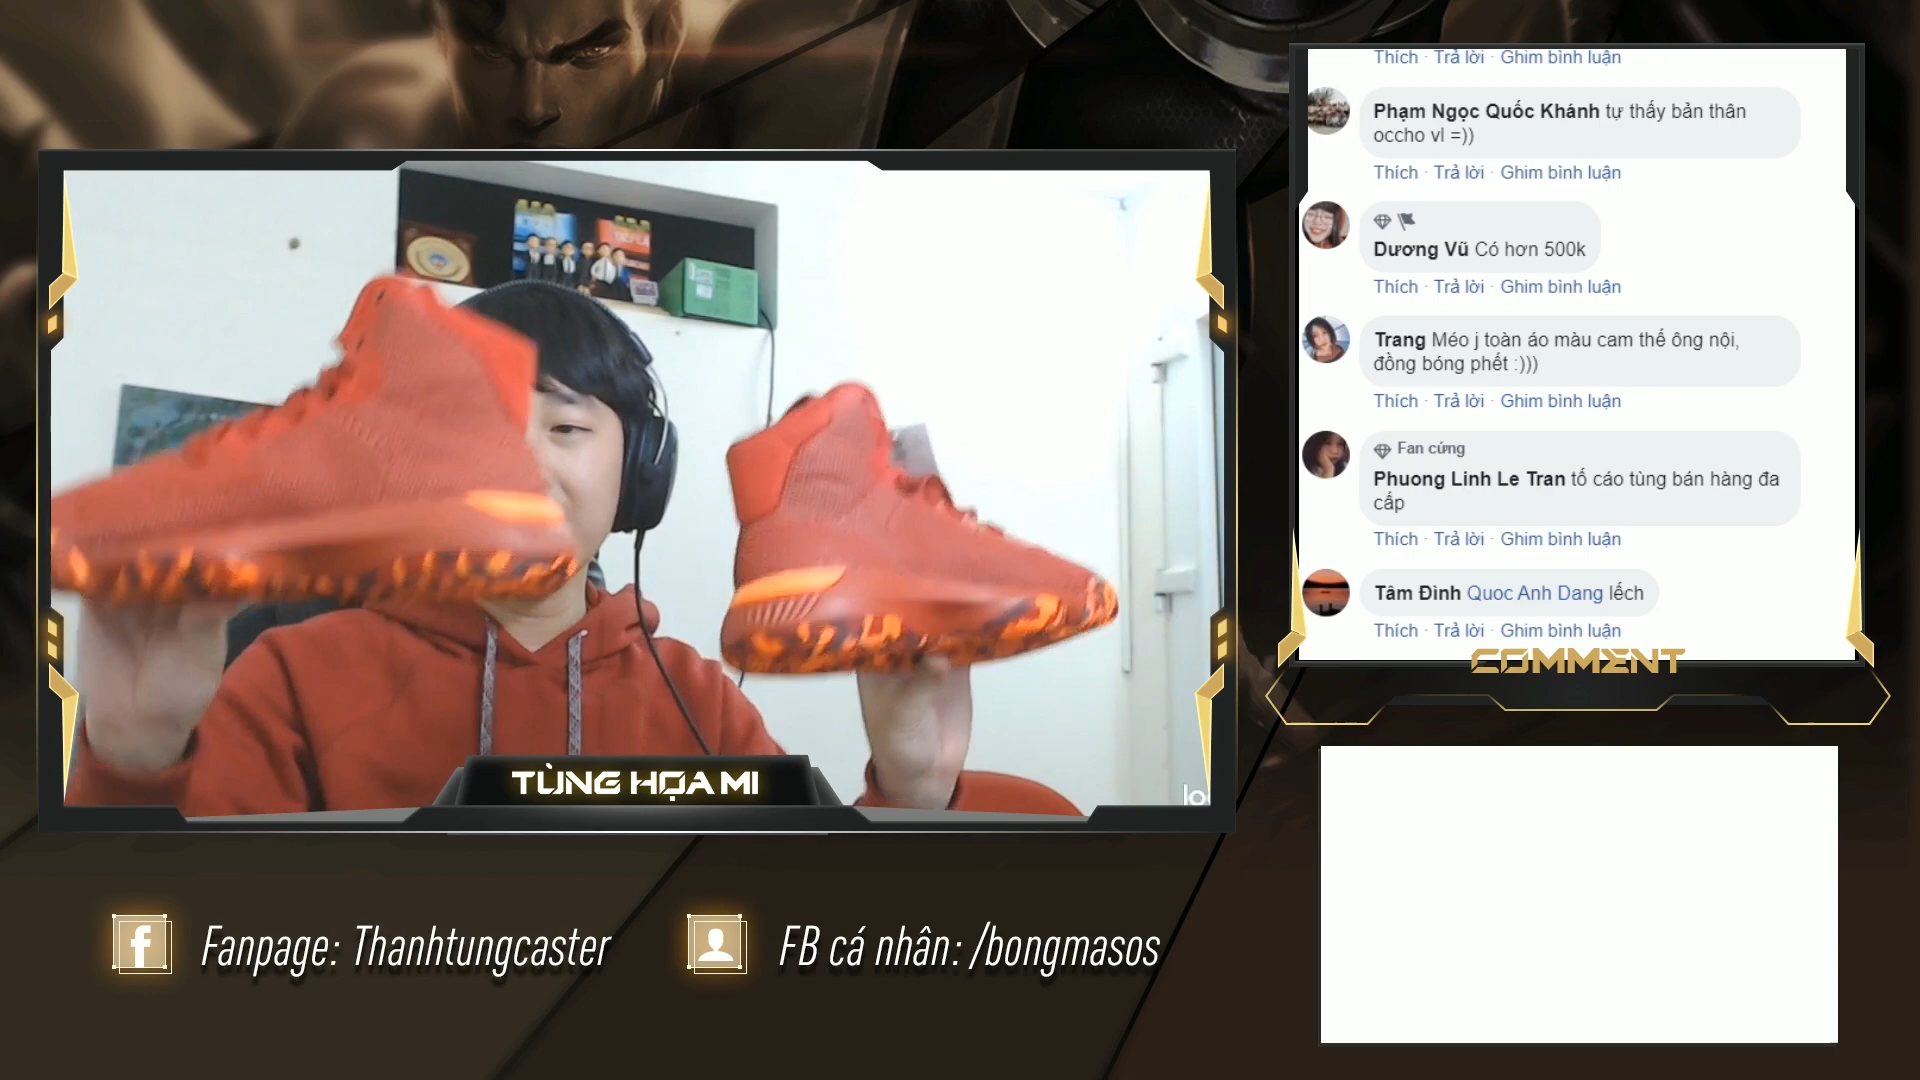 TÙNG HỌA MI
Fanpage: Thanhtungcaster
FB cá nhân: /bongmasos
Thích · Trả lời · Ghim bình luận
Phạm Ngọc Quốc Khánh tự thấy bản thân
occho vl =))
Thích · Trả lời · Ghim bình luận
Dương Vũ Có hơn 500k
Thích · Trả lời · Ghim bình luận
Trang Méo j toàn áo màu cam thế ông nội,
đồng bóng phết :)))
Thích · Trả lời · Ghim bình luận
Fan cứng
Phuong Linh Le Tran tố cáo tùng bán hàng đa
cấp
Thích · Trả lời · Ghim bình luận
Tâm Đình Quoc Anh Dang lếch
Thích · Trả lời · Ghim bình luận
COMMENT